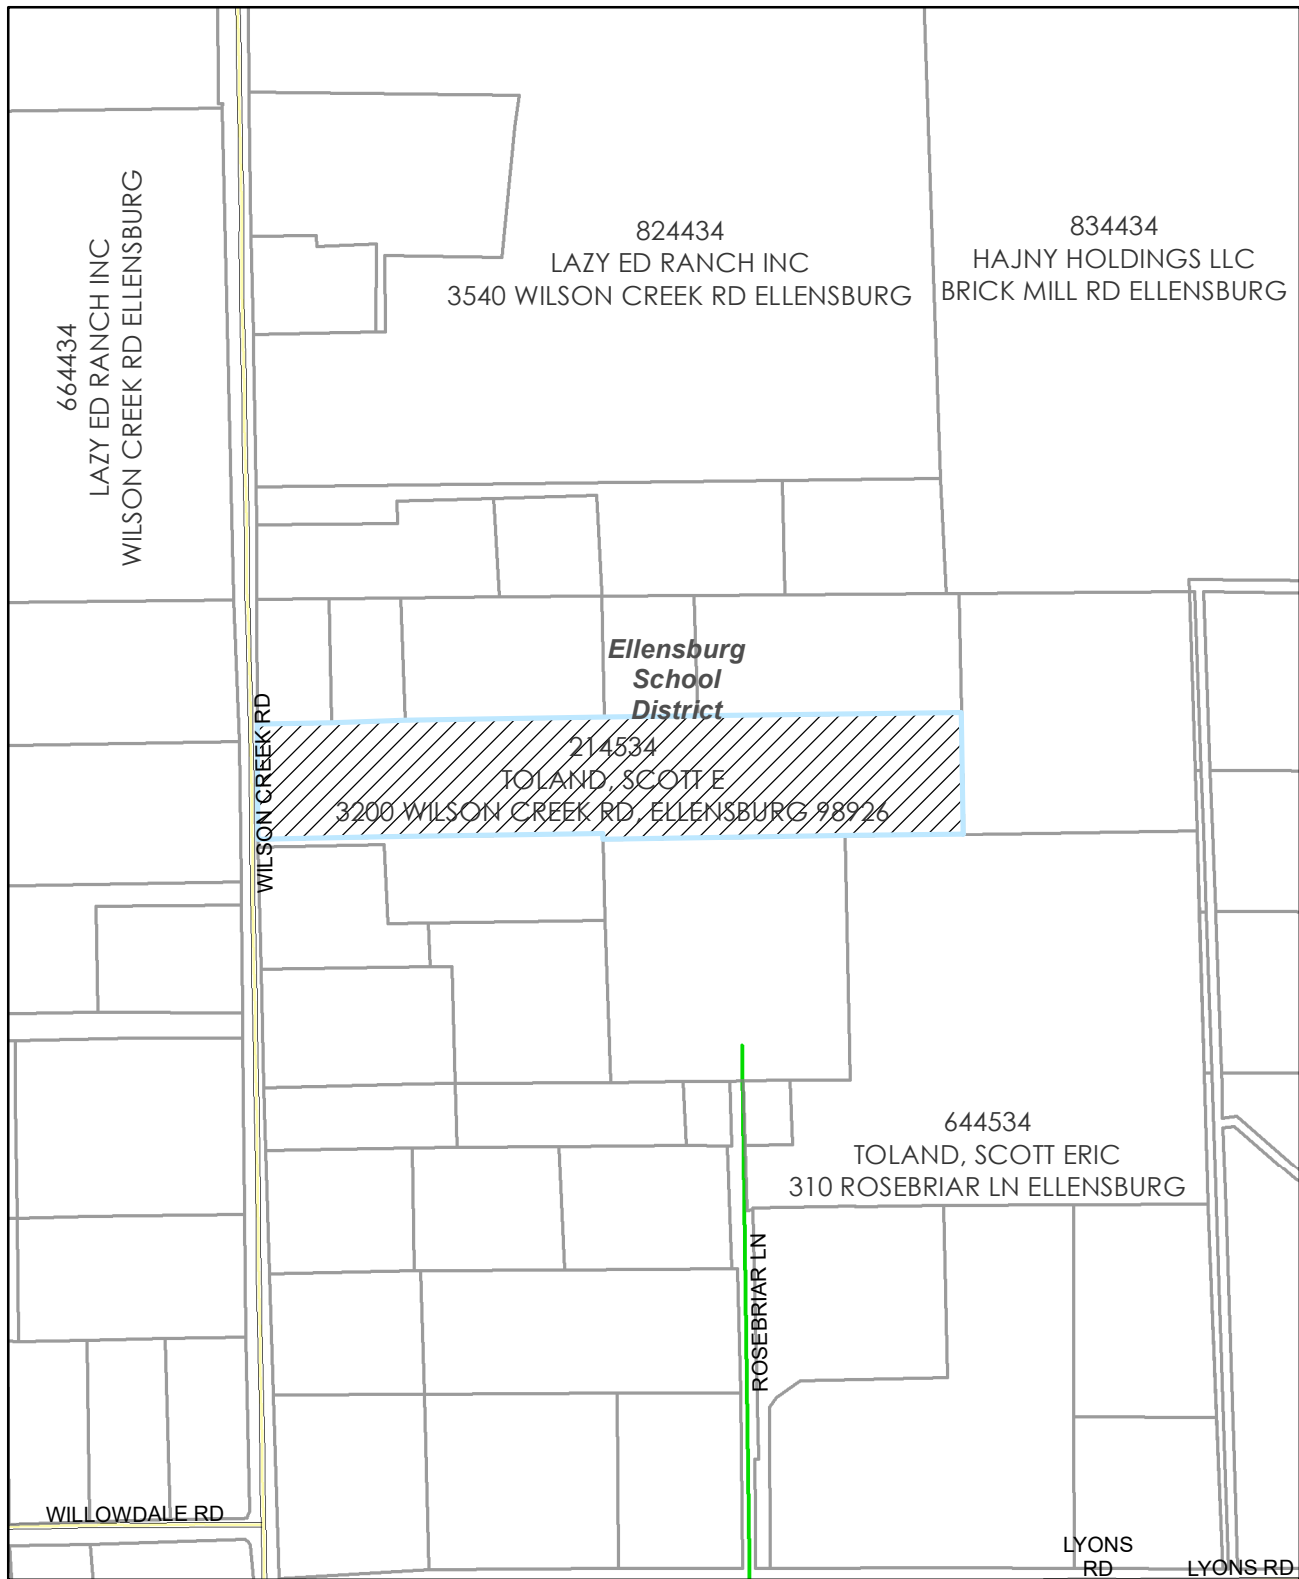 824434
LAZY ED RANCH INC
3540 WILSON CREEK RD ELLENSBURG
834434
HAJNY HOLDINGS LLC
BRICK MILL RD ELLENSBURG
664434
LAZY ED RANCH INC
WILSON CREEK RD ELLENSBURG
Ellensburg
School
District
WILSON CREEK RD
214534
TOLAND, SCOTT E
3200 WILSON CREEK RD, ELLENSBURG 98926
644534
TOLAND, SCOTT ERIC
310 ROSEBRIAR LN ELLENSBURG
ROSEBRIAR LN
WILLOWDALE RD
LYONS
RD
LYONS RD